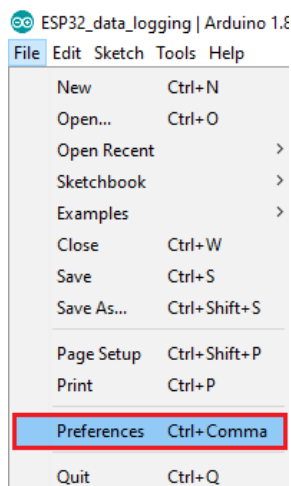 ESP32_data_logging | Arduino 1.8
File Edit Sketch Tools Help
New Ctrl+N
Open... Ctrl+O
Open Recent >
Sketchbook >
Examples >
Close Ctrl+W
Save Ctrl+S
Save As... Ctrl+Shift+S
Page Setup Ctrl+Shift+P
Print Ctrl+P
Preferences Ctrl+Comma
Quit Ctrl+Q